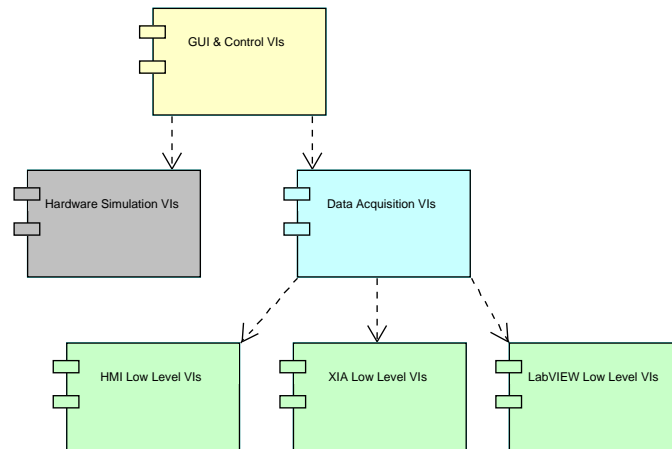 GUI & Control VIs
Hardware Simulation VIs
Data Acquisition VIs
HMI Low Level VIs
XIA Low Level VIs
LabVIEW Low Level VIs